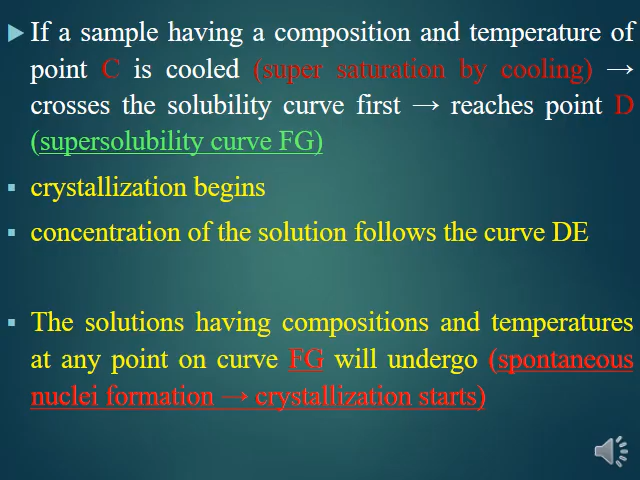 If a sample having a composition and temperature of
point C is cooled (super saturation by cooling) →
crosses the solubility curve first → reaches point D
(supersolubility curve FG)
▪ crystallization begins
▪ concentration of the solution follows the curve DE
▪ The solutions having compositions and temperatures
at any point on curve FG will undergo (spontaneous
nuclei formation → crystallization starts)